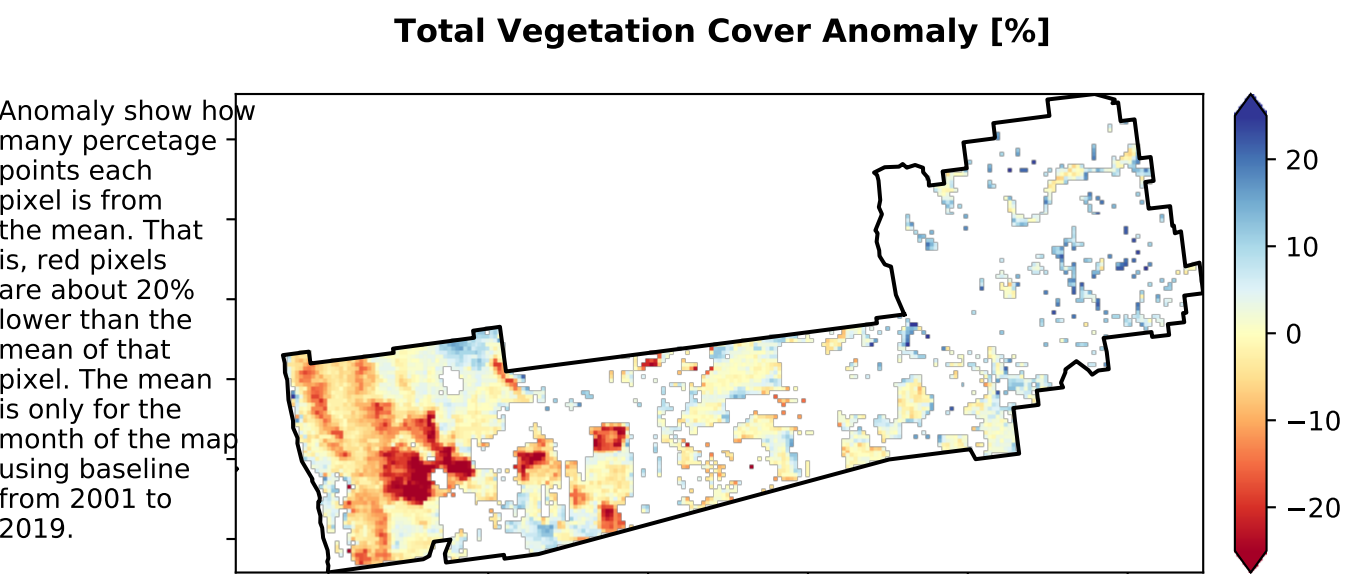 Total Vegetation Cover Anomaly [%]
Anomaly show how
many percetage
points each
pixel is from
the mean. That
is, red pixels
are about 20%
lower than the
mean of that
pixel. The mean
is only for the
month of the map
using baseline
from 2001 to
2019.
20
10
0
−10
−20